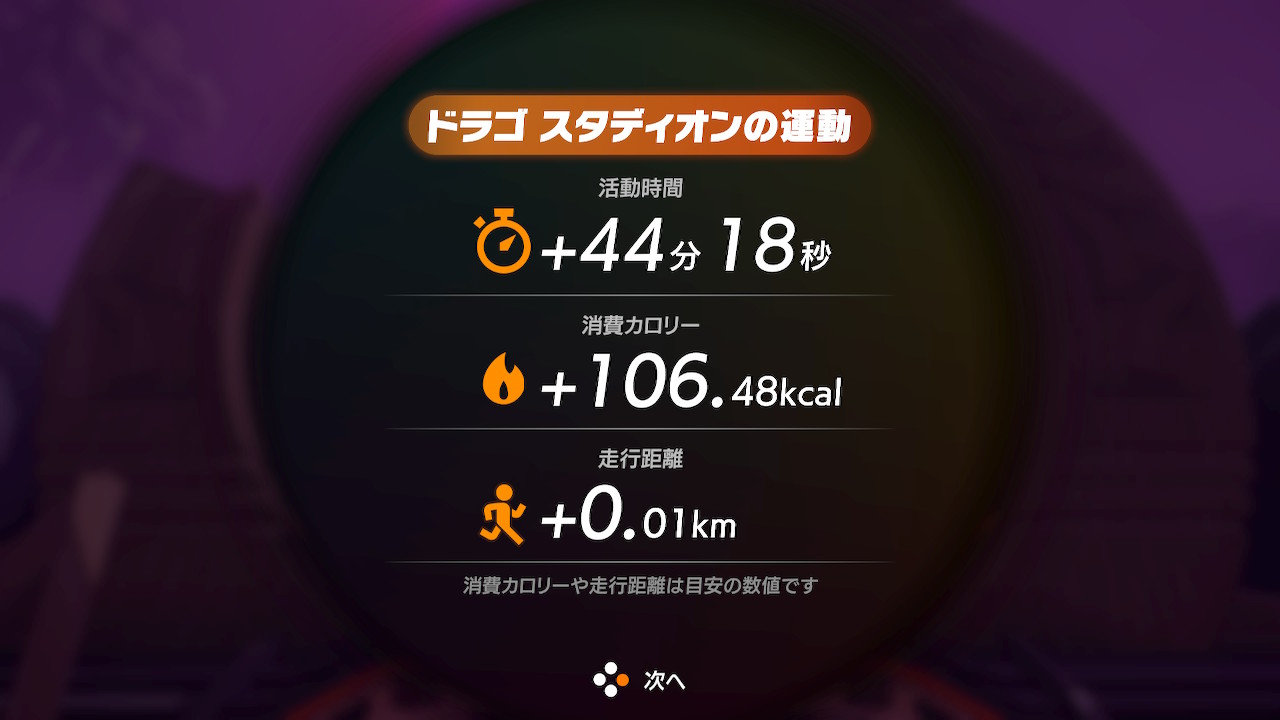 ドラゴ スタディオンの運動
活動時間
+44分 18秒
消費カロリー
+106.48kcal
走行距離
+0.01km
消費カロリーや走行距離は目安の数値です
次へ